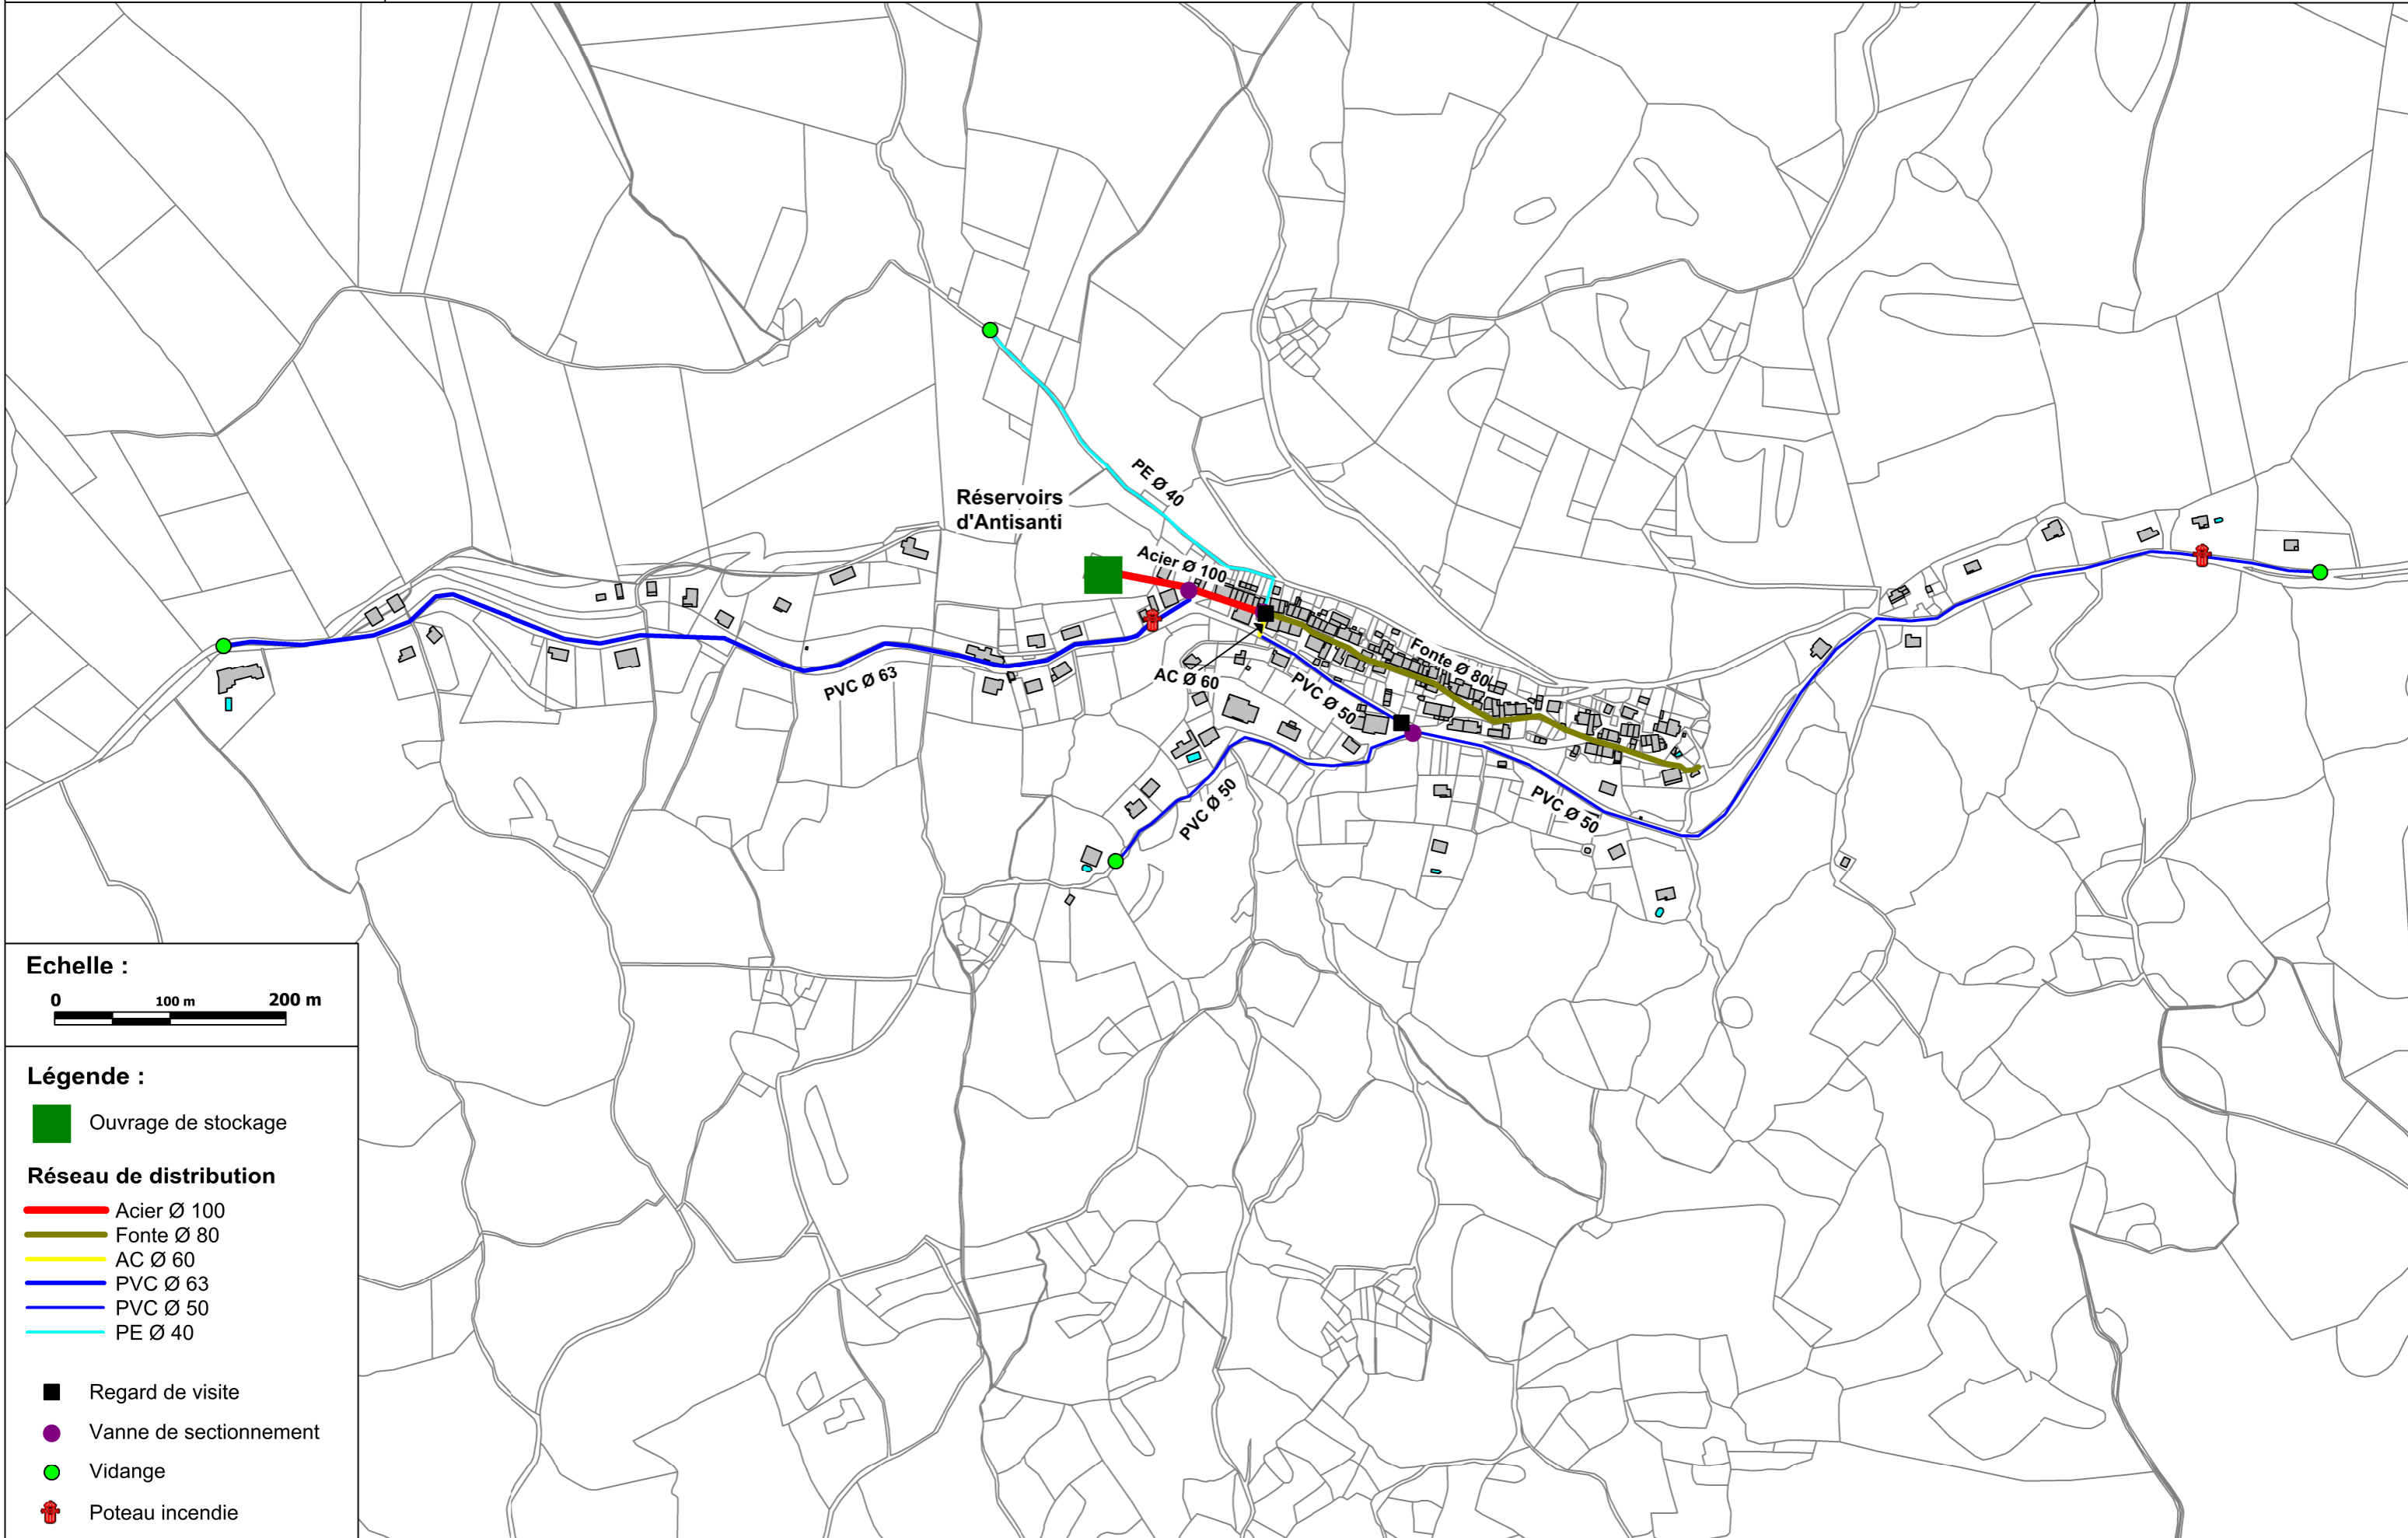 PE Ø 40
Réservoirs
d'Antisanti
Acier Ø 100
Fonte Ø 80
AC Ø 60
PVC Ø 63
PVC Ø 50
PVC Ø 50
PVC Ø 50
Echelle :
0 100 m 200 m
Légende :
Ouvrage de stockage
Réseau de distribution
Acier Ø 100
Fonte Ø 80
AC Ø 60
PVC Ø 63
PVC Ø 50
PE Ø 40
Regard de visite
Vanne de sectionnement
Vidange
Poteau incendie